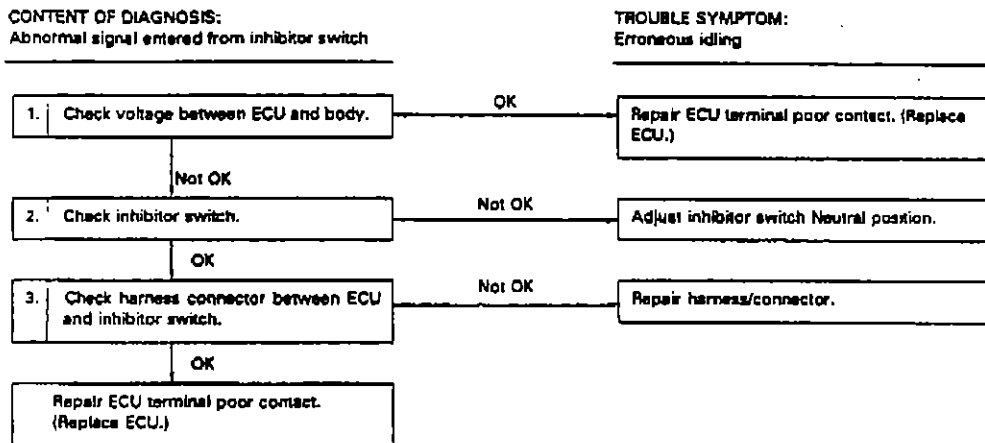 CONTENT OF DIAGNOSIS:
Abnormal signal entered from inhibitor switch
TROUBLE SYMPTOM:
Erroneous idling
1. Check voltage between ECU and body.
OK
Repair ECU terminal poor contact. (Replace
ECU.)
Not OK
2. Check inhibitor switch.
Not OK
Adjust inhibitor switch Neutral position.
OK
3. Check harness connector between ECU
and inhibitor switch.
Not OK
Repair harness/connector.
OK
Repair ECU terminal poor contact.
(Replace ECU.)